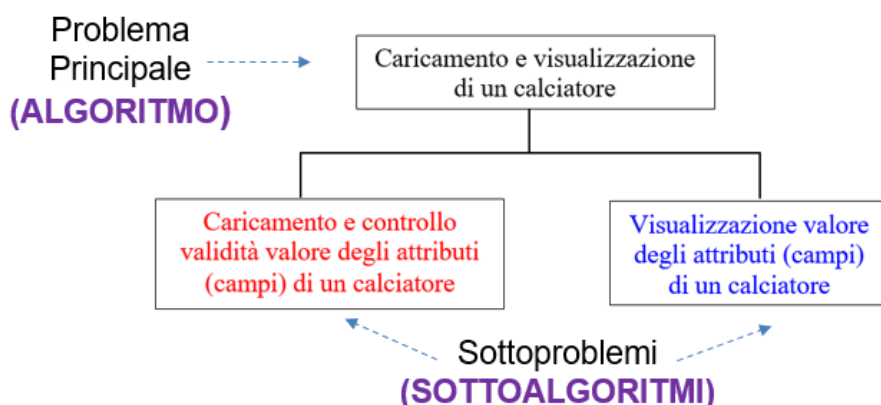 Problema
Principale
(ALGORITMO)
Caricamento e visualizzazione
di un calciatore
Caricamento e controllo
validità valore degli attributi
(campi) di un calciatore
Visualizzazione valore
degli attributi (campi)
di un calciatore
Sottoproblemi
(SOTTOALGORITMI)